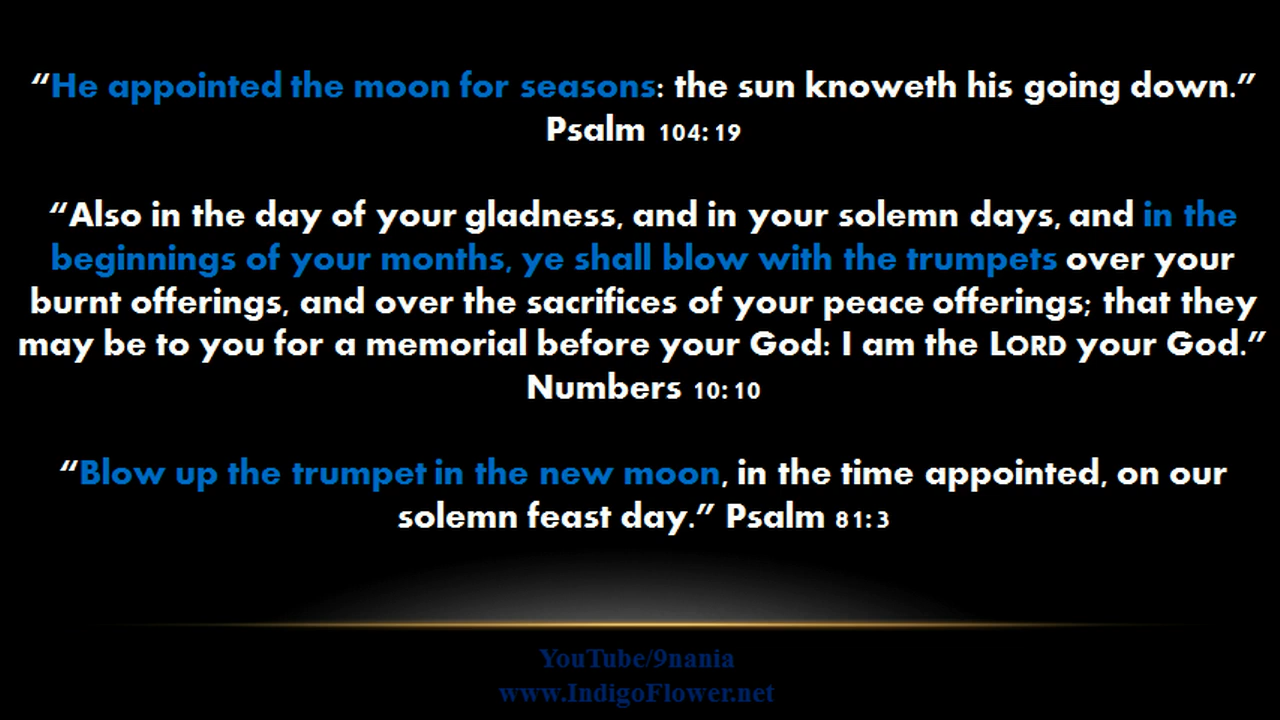 “He appointed the moon for seasons: the sun knoweth his going down.”
Psalm 104:19
“Also in the day of your gladness, and in your solemn days, and in the
beginnings of your months, ye shall blow with the trumpets over your
burnt offerings, and over the sacrifices of your peace offerings; that they
may be to you for a memorial before your God: I am the LORD your God.”
Numbers 10:10
“Blow up the trumpet in the new moon, in the time appointed, on our
solemn feast day.” Psalm 81:3
YouTube/9nania
www.IndigoFlower.net